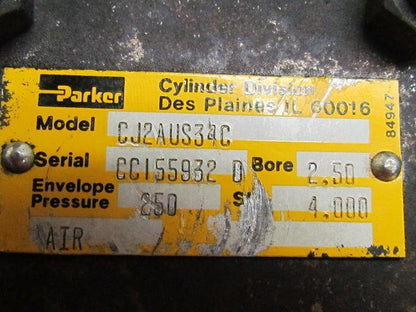 Parker
Cylinder Division
Des Plaines IL 60016
Model CJ2AUS34C
Serial CC155932 D Bore 2.50
Envelope Pressure 250 4.000
AIR
84947